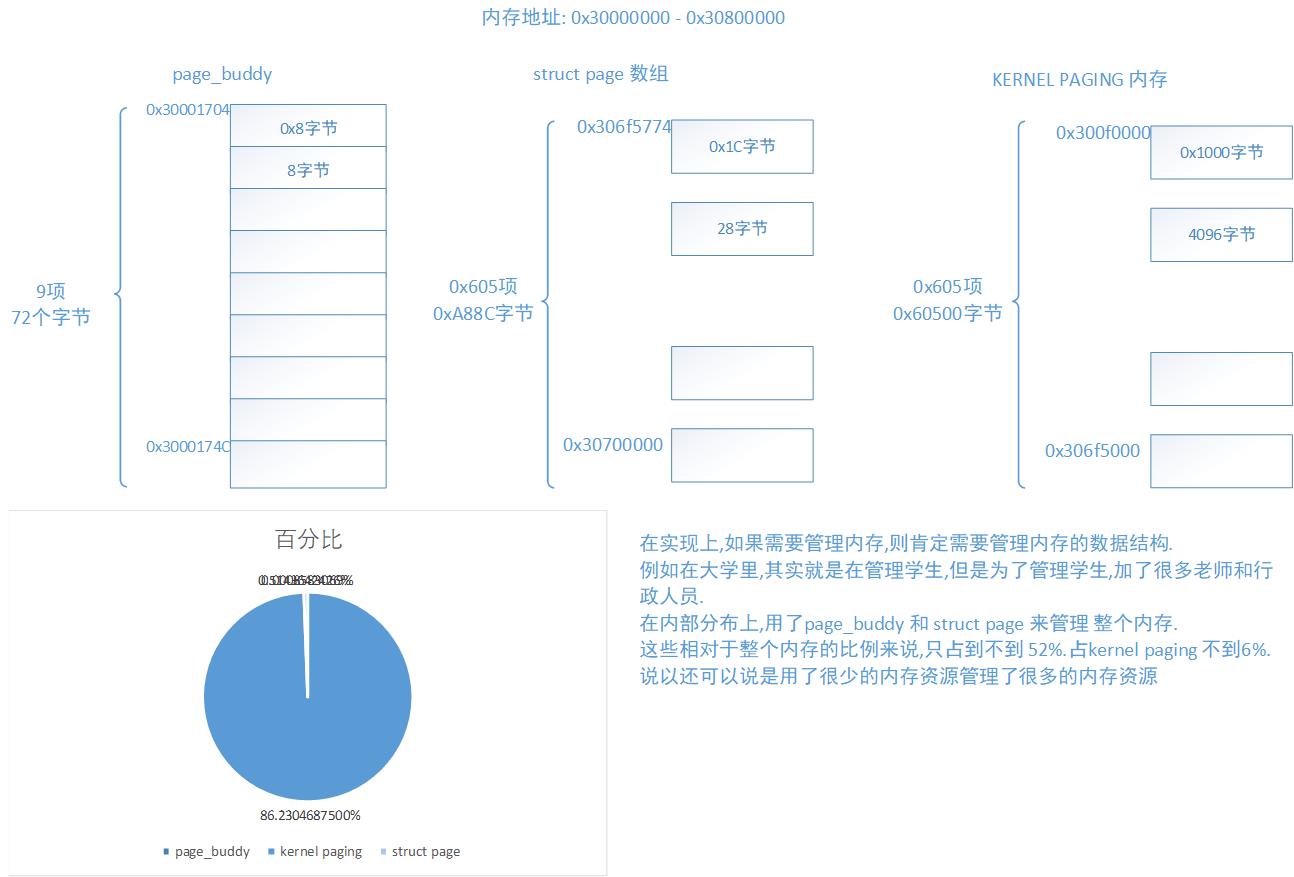 内存地址: 0x30000000 - 0x30800000
page_buddy
0x30001704
0x8字节
8字节
9项
72个字节
0x3000174C
struct page 数组
0x306f5774
0x1C字节
28字节
0x605项
0xA88C字节
0x30700000
KERNEL PAGING 内存
0x300f0000
0x1000字节
4096字节
0x605项
0x60500字节
0x306f5000
百分比
86.2304687500%
page_buddy
kernel paging
struct page
在实现上,如果需要管理内存,则肯定需要管理内存的数据结构.
例如在大学里,其实就是在管理学生,但是为了管理学生,加了很多老师和行
政人员.
在内部分布上,用了page_buddy 和 struct page 来管理 整个内存.
这些相对于整个内存的比例来说,只占到不到 52%. 占kernel paging 不到6%.
说以还可以说是用了很少的内存资源管理了很多的内存资源